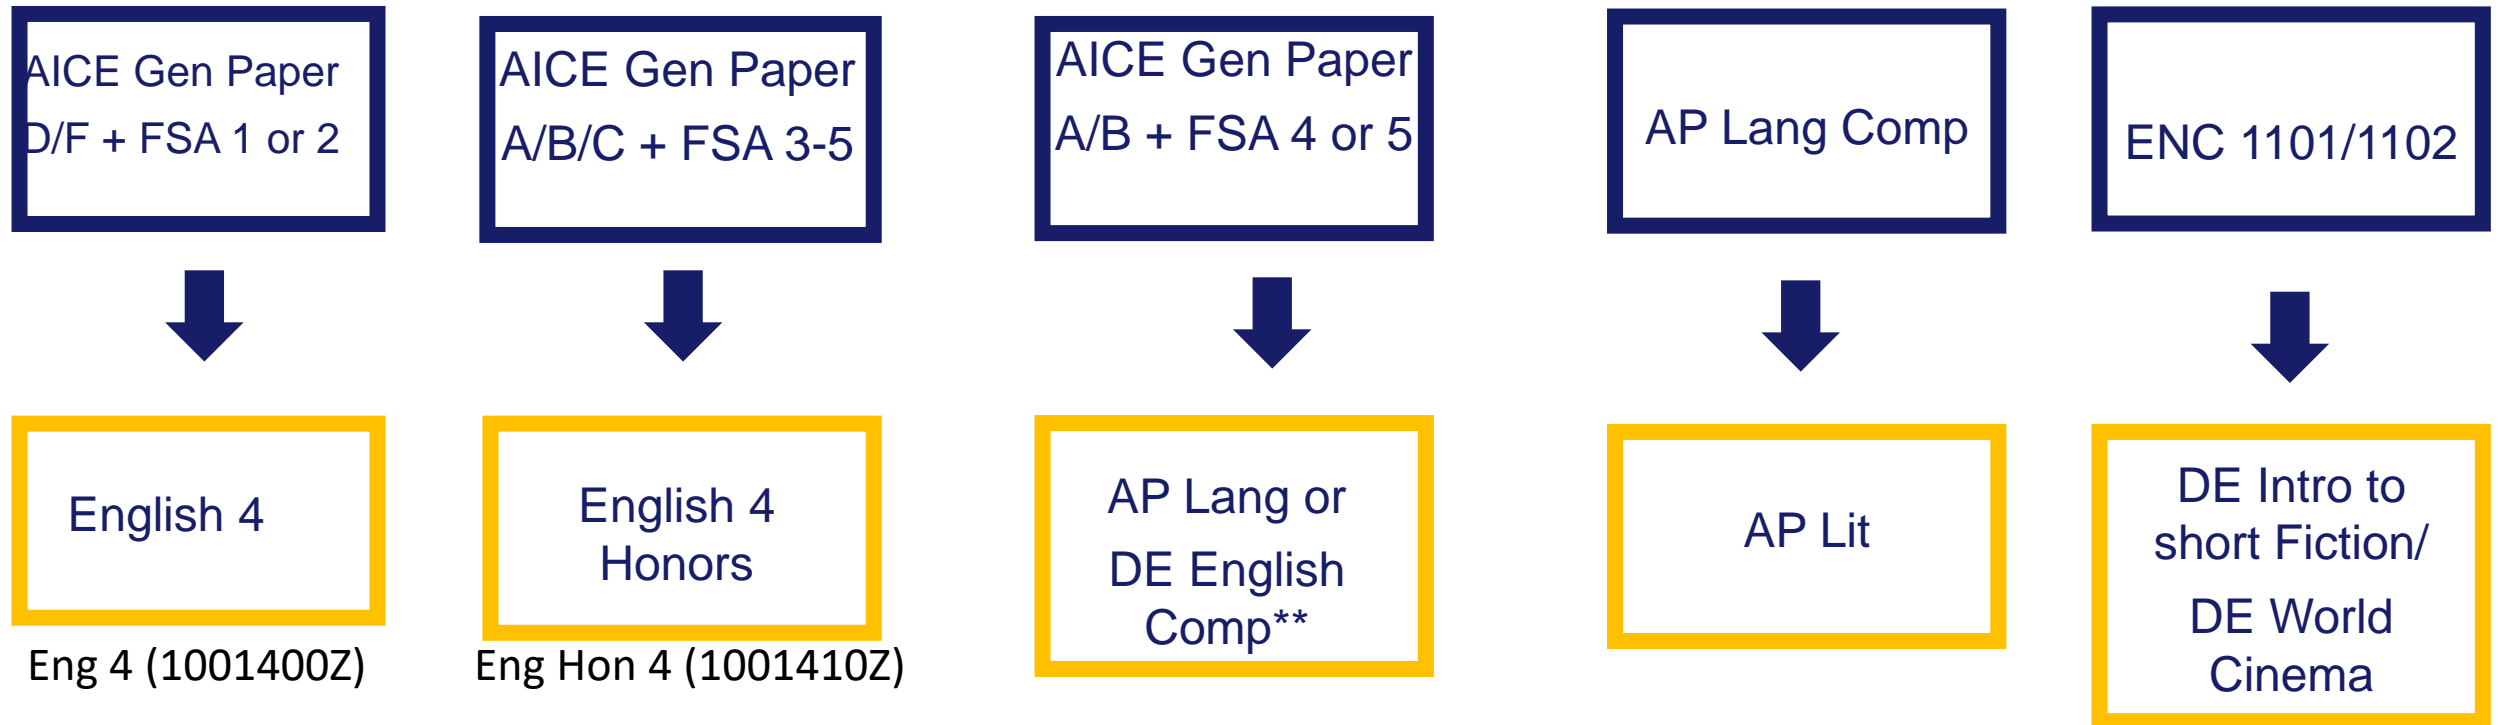 AICE Gen Paper
D/F + FSA 1 or 2
AICE Gen Paper
A/B/C + FSA 3-5
AICE Gen Paper
A/B + FSA 4 or 5
AP Lang Comp
ENC 1101/1102
English 4
English 4
Honors
AP Lang or
DE English
Comp**
AP Lit
DE Intro to
short Fiction/
DE World
Cinema
Eng 4 (1001400Z)
Eng Hon 4 (1001410Z)